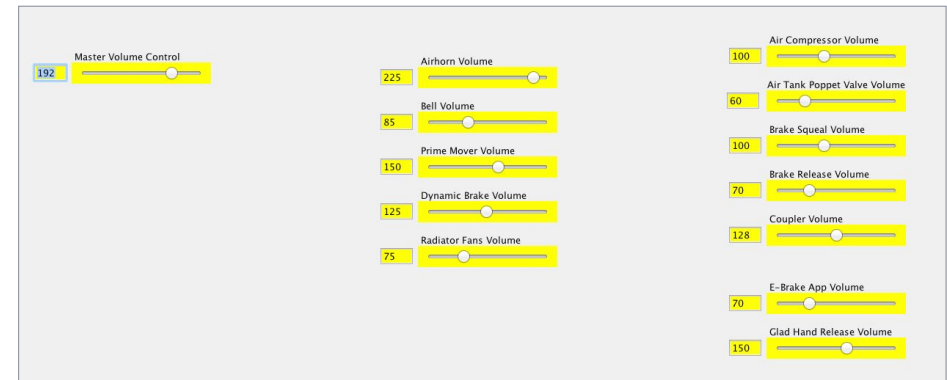 Master Volume Control
192
Airhorn Volume
225
Bell Volume
85
Prime Mover Volume
150
Dynamic Brake Volume
125
Radiator Fans Volume
75
Air Compressor Volume
100
Air Tank Poppet Valve Volume
60
Brake Squeal Volume
100
Brake Release Volume
70
Coupler Volume
128
E-Brake App Volume
70
Glad Hand Release Volume
150